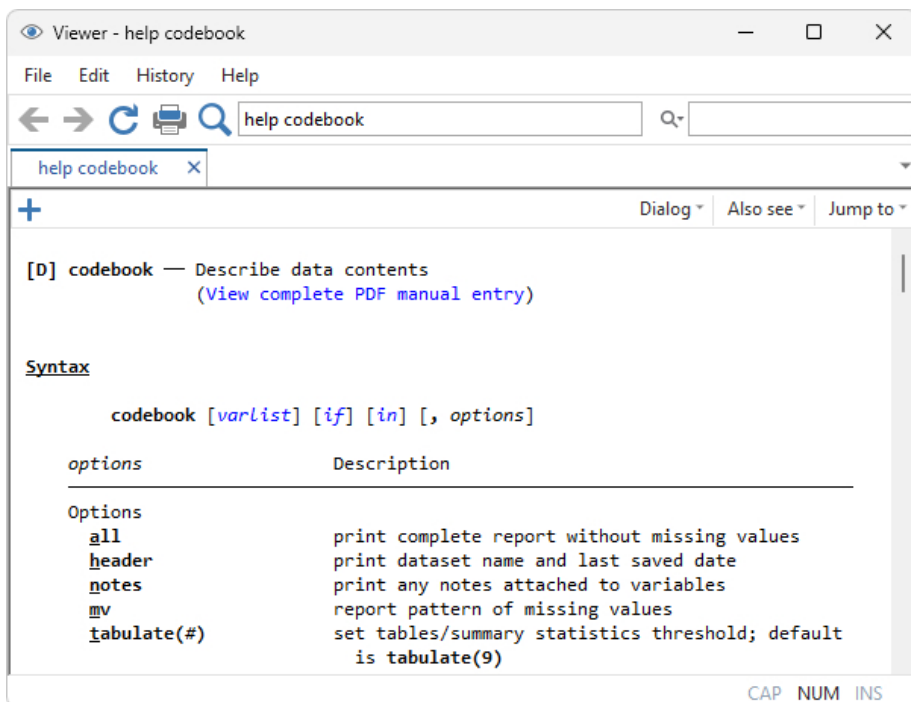 Viewer - help codebook
File Edit History Help
help codebook
help codebook
Dialog Also see Jump to
[D] codebook — Describe data contents
(View complete PDF manual entry)
Syntax
codebook [varlist] [if] [in] [, options]
options Description
Options
all print complete report without missing values
header print dataset name and last saved date
notes print any notes attached to variables
mv report pattern of missing values
tabulate(#) set tables/summary statistics threshold; default
is tabulate(9)
CAP NUM INS